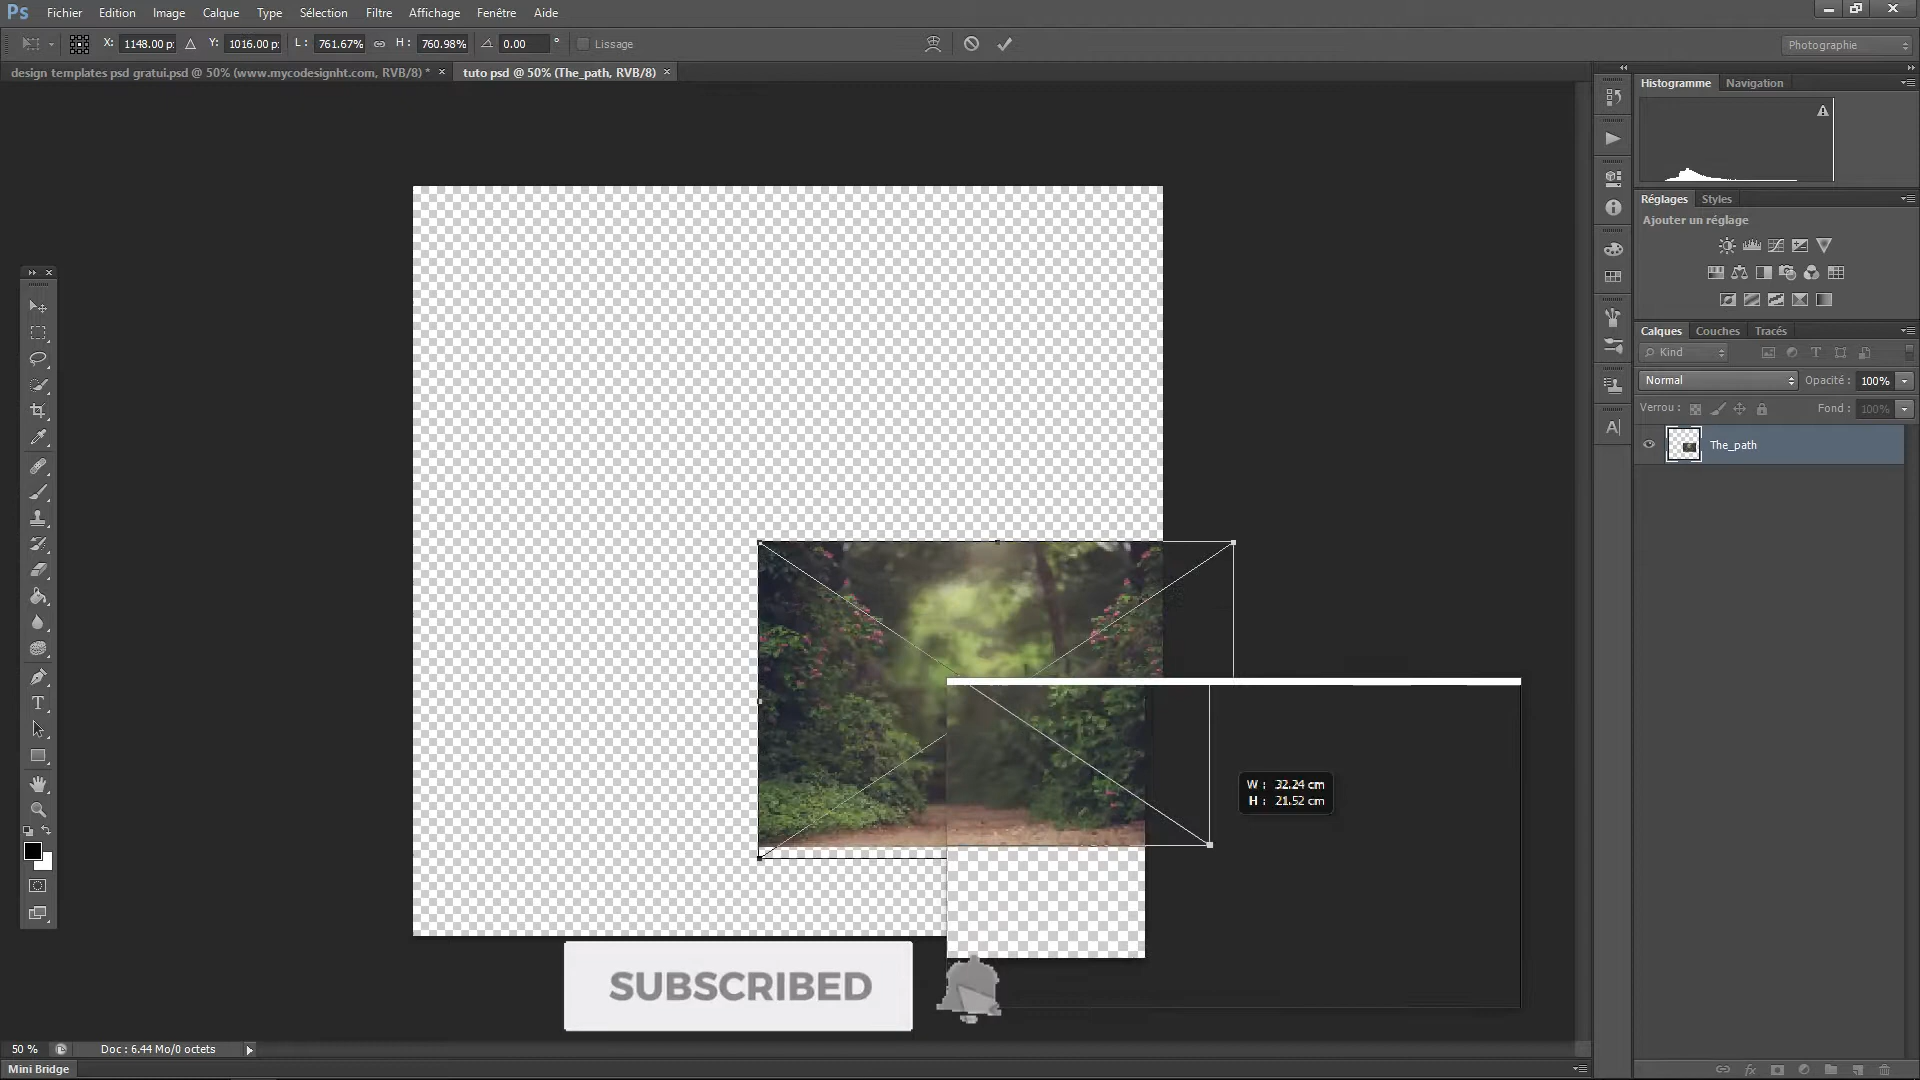 Ps Fichier Edition Image Calque Type Sélection Filtre Affichage Fenêtre Aide
X: 1148.00 p: Y: 1016.00 p: L: 761.67% H: 760.98% 0.00 ° Lissage Photographie
design templates psd gratui.psd @ 50% (www.mycodesignht.com, RVB/8) * × tuto psd @ 50% (The_path, RVB/8) ×
Histogramme Navigation
Réglages Styles
Ajouter un réglage
Calques Couches Tracés
Kind
Normal Opacité : 100%
Verrou : Fond : 100%
The_path
W : 32.24 cm
H : 21.52 cm
SUBSCRIBED
50 % Doc : 6.44 Mo/0 octets
Mini Bridge